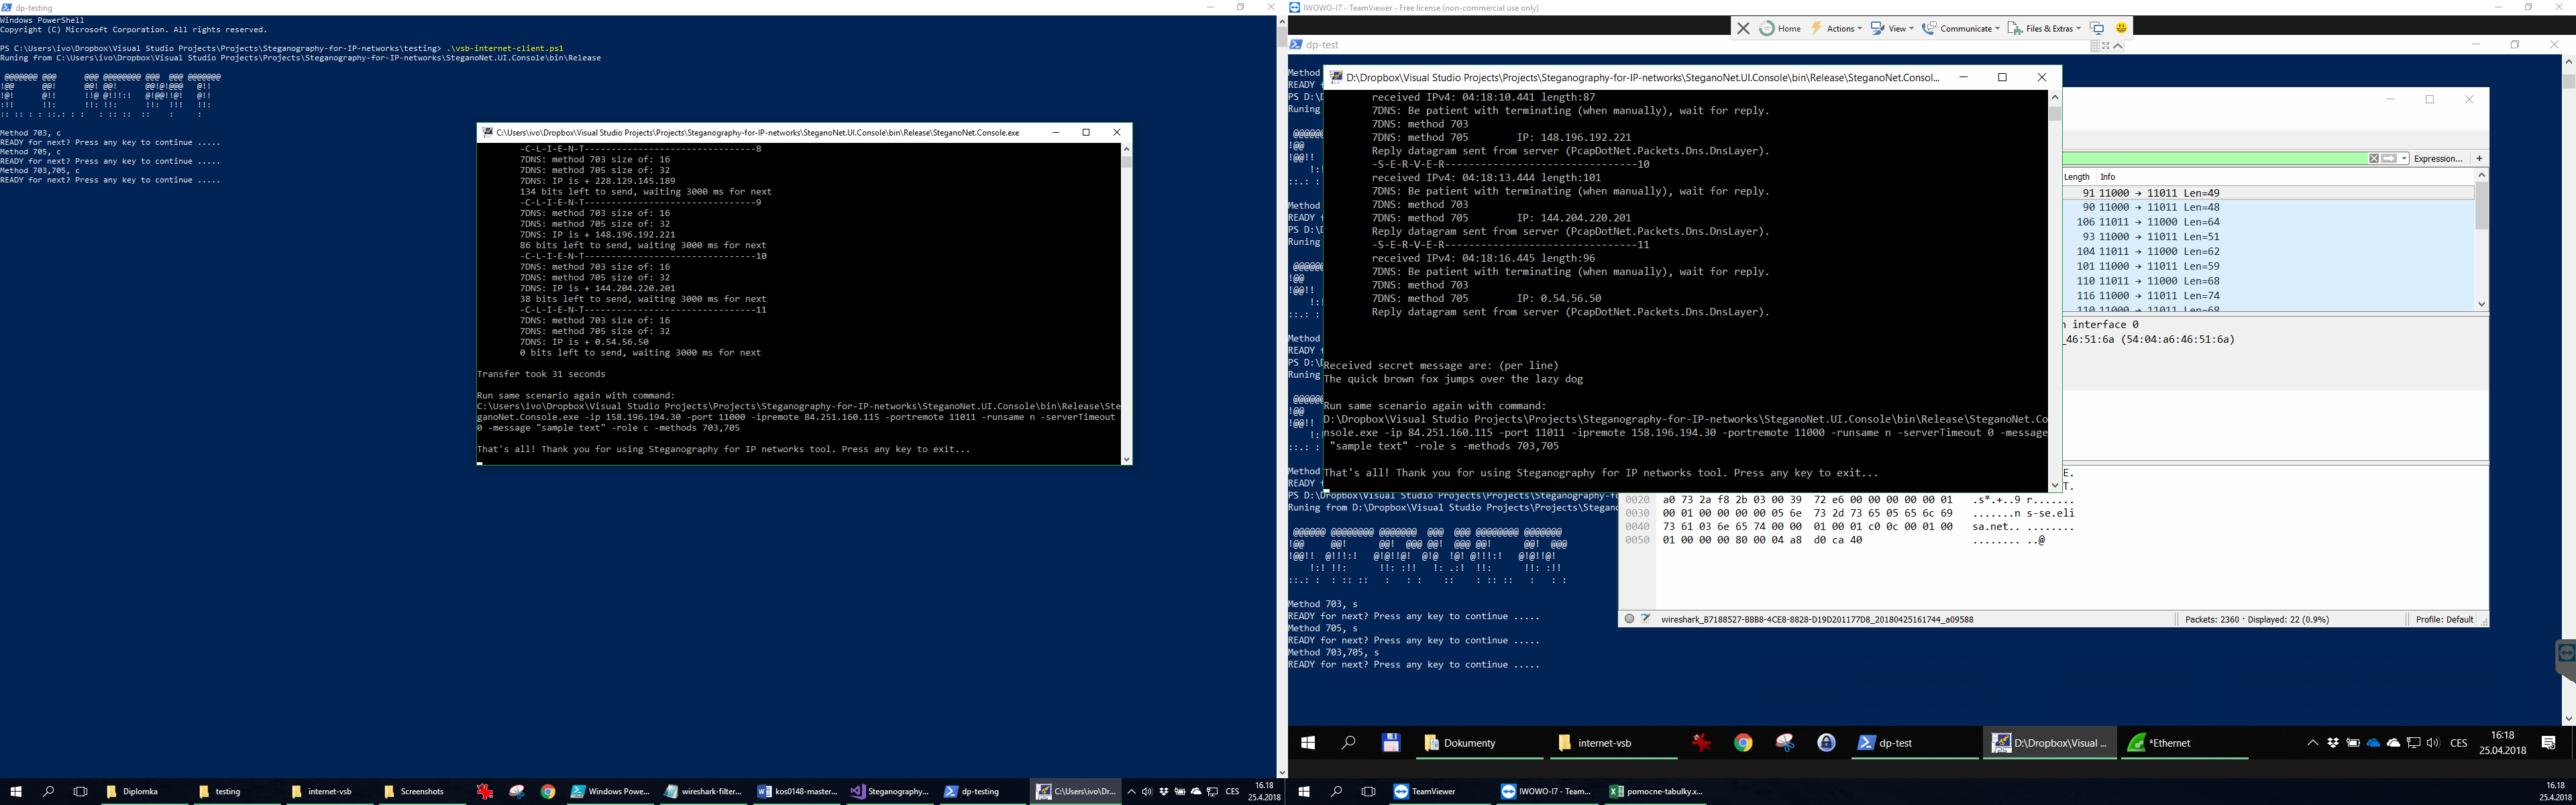 dp-testing
Windows PowerShell
Copyright (C) Microsoft Corporation. All rights reserved.
PS C:\Users\ivo\Dropbox\Visual Studio Projects\Projects\Steganography-for-IP-networks\testing> .\vsb-internet-client.ps1
Runing from C:\Users\ivo\Dropbox\Visual Studio Projects\Projects\Steganography-for-IP-networks\SteganoNet.UI.Console\bin\Release
Method 703, c
READY for next? Press any key to continue .....
Method 705, c
READY for next? Press any key to continue .....
Method 703,705, c
READY for next? Press any key to continue .....
C:\Users\ivo\Dropbox\Visual Studio Projects\Projects\Steganography-for-IP-networks\SteganoNet.UI.Console\bin\Release\SteganoNet.Console.exe
-C-L-I-E-N-T--------------------------------8
7DNS: method 703 size of: 16
7DNS: method 705 size of: 32
7DNS: IP is + 228.129.145.189
134 bits left to send, waiting 3000 ms for next
-C-L-I-E-N-T--------------------------------9
7DNS: method 703 size of: 16
7DNS: method 705 size of: 32
7DNS: IP is + 148.196.192.221
86 bits left to send, waiting 3000 ms for next
-C-L-I-E-N-T--------------------------------10
7DNS: method 703 size of: 16
7DNS: method 705 size of: 32
7DNS: IP is + 144.204.220.201
38 bits left to send, waiting 3000 ms for next
-C-L-I-E-N-T--------------------------------11
7DNS: method 703 size of: 16
7DNS: method 705 size of: 32
7DNS: IP is + 0.54.56.50
0 bits left to send, waiting 3000 ms for next
Transfer took 31 seconds
Run same scenario again with command:
C:\Users\ivo\Dropbox\Visual Studio Projects\Projects\Steganography-for-IP-networks\SteganoNet.UI.Console\bin\Release\Ste
ganoNet.Console.exe -ip 158.196.194.30 -port 11000 -ipremote 84.251.160.115 -portremote 11011 -runsame n -serverTimeout
0 -message "sample text" -role c -methods 703,705
That's all! Thank you for using Steganography for IP networks tool. Press any key to exit...
Diplomka
testing
internet-vsb
Screenshots
Windows Powe...
wireshark-filter...
kos0148-master...
Steganography...
dp-testing
C:\Users\ivo\Dr...
CES
16.18
25.4.2018
IWOWO-I7 - TeamViewer - Free license (non-commercial use only)
Home
Actions
View
Communicate
Files & Extras
dp-test
Method
READY f
PS D:\D
Runing
Method
READY f
PS D:\D
Runing
Method
READY f
PS D:\D
Runing
Method
READY f
D:\Dropbox\Visual Studio Projects\Projects\Steganography-for-IP-networks\SteganoNet.UI.Console\bin\Release\SteganoNet.Consol...
received IPv4: 04:18:10.441 length:87
7DNS: Be patient with terminating (when manually), wait for reply.
7DNS: method 703
7DNS: method 705 IP: 148.196.192.221
Reply datagram sent from server (PcapDotNet.Packets.Dns.DnsLayer).
-S-E-R-V-E-R-------------------------------10
received IPv4: 04:18:13.444 length:101
7DNS: Be patient with terminating (when manually), wait for reply.
7DNS: method 703
7DNS: method 705 IP: 144.204.220.201
Reply datagram sent from server (PcapDotNet.Packets.Dns.DnsLayer).
-S-E-R-V-E-R-------------------------------11
received IPv4: 04:18:16.445 length:96
7DNS: Be patient with terminating (when manually), wait for reply.
7DNS: method 703
7DNS: method 705 IP: 0.54.56.50
Reply datagram sent from server (PcapDotNet.Packets.Dns.DnsLayer).
Received secret message are: (per line)
The quick brown fox jumps over the lazy dog
Run same scenario again with command:
D:\Dropbox\Visual Studio Projects\Projects\Steganography-for-IP-networks\SteganoNet.UI.Console\bin\Release\SteganoNet.Co
nsole.exe -ip 84.251.160.115 -port 11011 -ipremote 158.196.194.30 -portremote 11000 -runsame n -serverTimeout 0 -message
"sample text" -role s -methods 703,705
That's all! Thank you for using Steganography for IP networks tool. Press any key to exit...
Expression...
+
Length Info
91 11000 → 11011 Len=49
90 11000 → 11011 Len=48
106 11011 → 11000 Len=64
93 11000 → 11011 Len=51
104 11011 → 11000 Len=62
101 11000 → 11011 Len=59
110 11011 → 11000 Len=68
116 11000 → 11011 Len=74
110 11011 → 11000 Len=68
n interface 0
_46:51:6a (54:04:a6:46:51:6a)
E.
T.
0020 a0 73 2a f8 2b 03 00 39 72 e6 00 00 00 00 00 01 .s*.+..9 r.......
0030 00 01 00 00 00 00 05 6e 73 2d 73 65 05 65 6c 69 .......n s-se.eli
0040 73 61 03 6e 65 74 00 00 01 00 01 c0 0c 00 01 00 sa.net.. ........
0050 01 00 00 00 80 00 04 a8 d0 ca 40 ........ ..@
wireshark_B7188527-BBB8-4CE8-8828-D19D201177D8_20180425161744_a09588
Packets: 2360 · Displayed: 22 (0.9%)
Profile: Default
PS D:\Dropbox\Visual Studio Projects\Projects\Steganography-fo
Runing from D:\Dropbox\Visual Studio Projects\Projects\Stegano
Method 703, s
READY for next? Press any key to continue .....
Method 705, s
READY for next? Press any key to continue .....
Method 703,705, s
READY for next? Press any key to continue .....
Dokumenty
internet-vsb
dp-test
D:\Dropbox\Visual ...
*Ethernet
CES
16:18
25.04.2018
TeamViewer
IWOWO-I7 - Team...
pomocne-tabulky.x...
16.18
25.4.2018